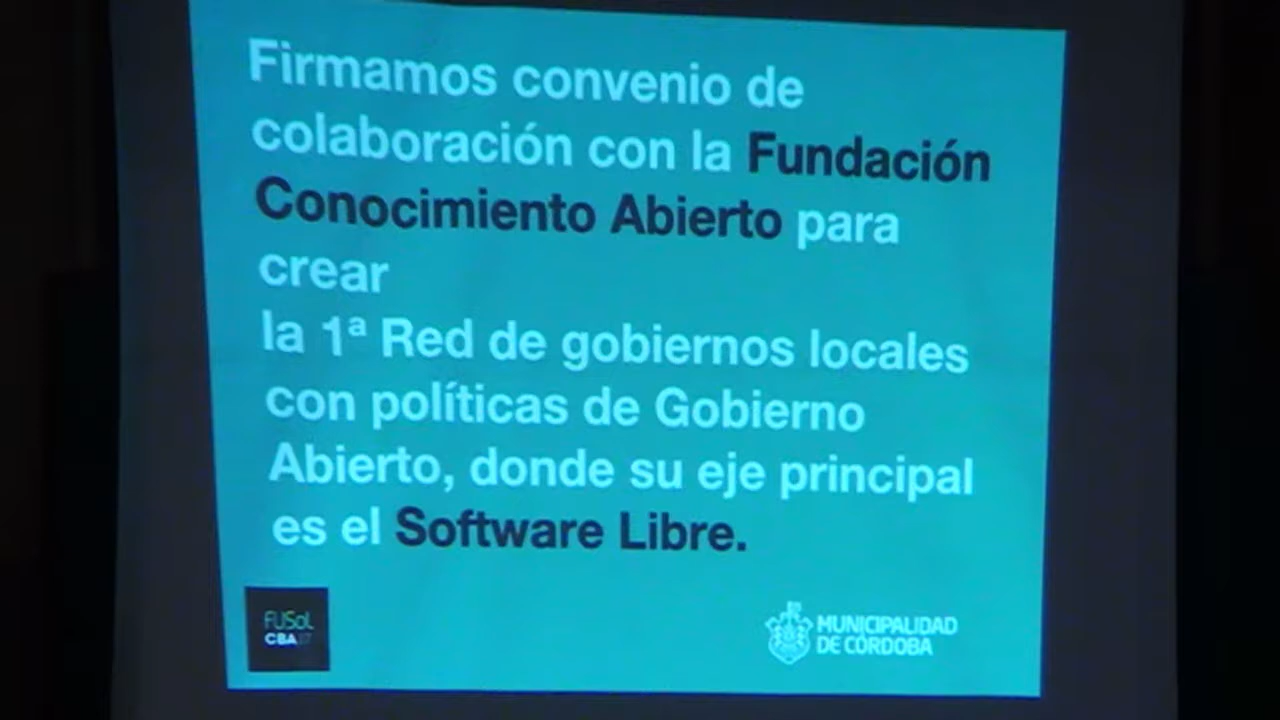 Firmamos convenio de
colaboración con la Fundación
Conocimiento Abierto para
crear
la 1ª Red de gobiernos locales
con políticas de Gobierno
Abierto, donde su eje principal
es el Software Libre.
FUSoL
CBA
MUNICIPALIDAD
DE CÓRDOBA